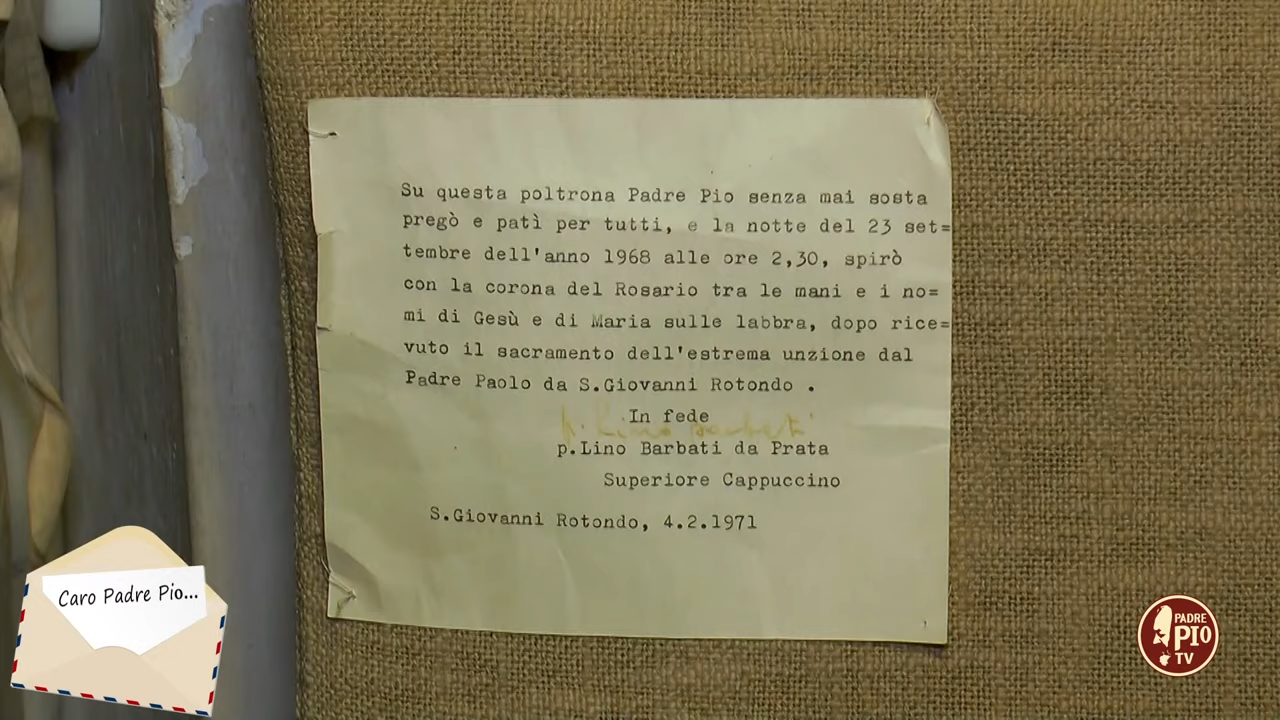 Su questa poltrona Padre Pio senza mai sosta
pregò e patì per tutti, e la notte del 23 set=
tembre dell'anno 1968 alle ore 2,30, spirò
con la corona del Rosario tra le mani e i no=
mi di Gesù e di Maria sulle labbra, dopo rice=
vuto il sacramento dell'estrema unzione dal
Padre Paolo da S.Giovanni Rotondo .
In fede
p. Lino Barbati
p.Lino Barbati da Prata
Superiore Cappuccino
S.Giovanni Rotondo, 4.2.1971
Caro Padre Pio...
PADRE
PIO
TV